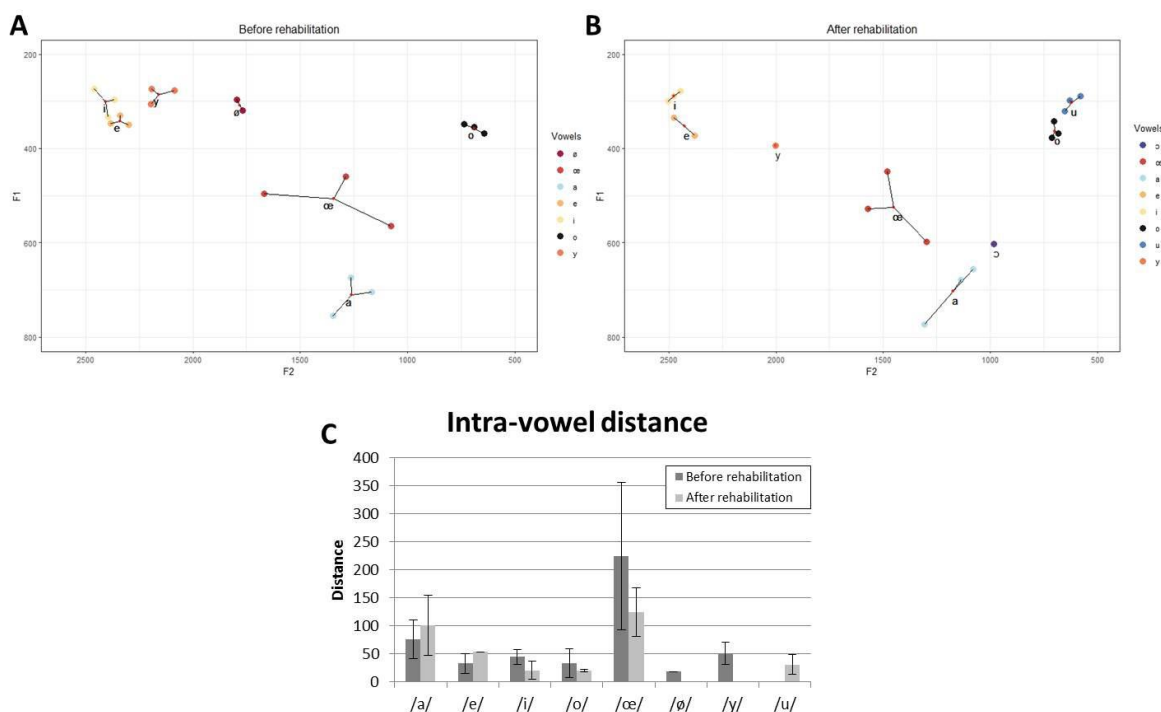 A
Before rehabilitation
200
400
600
800
F1
i
e
y
ø
o
œ
a
2500
2000
1500
1000
500
F2
Vowels
ø
œ
a
e
i
o
y
B
After rehabilitation
200
400
600
800
F1
i
e
y
u
o
œ
ɔ
a
2500
2000
1500
1000
500
F2
Vowels
ɔ
œ
a
e
i
o
u
y
C
Intra-vowel distance
Before rehabilitation
After rehabilitation
Distance
400
350
300
250
200
150
100
50
0
/a/ /e/ /i/ /o/ /œ/ /ø/ /y/ /u/